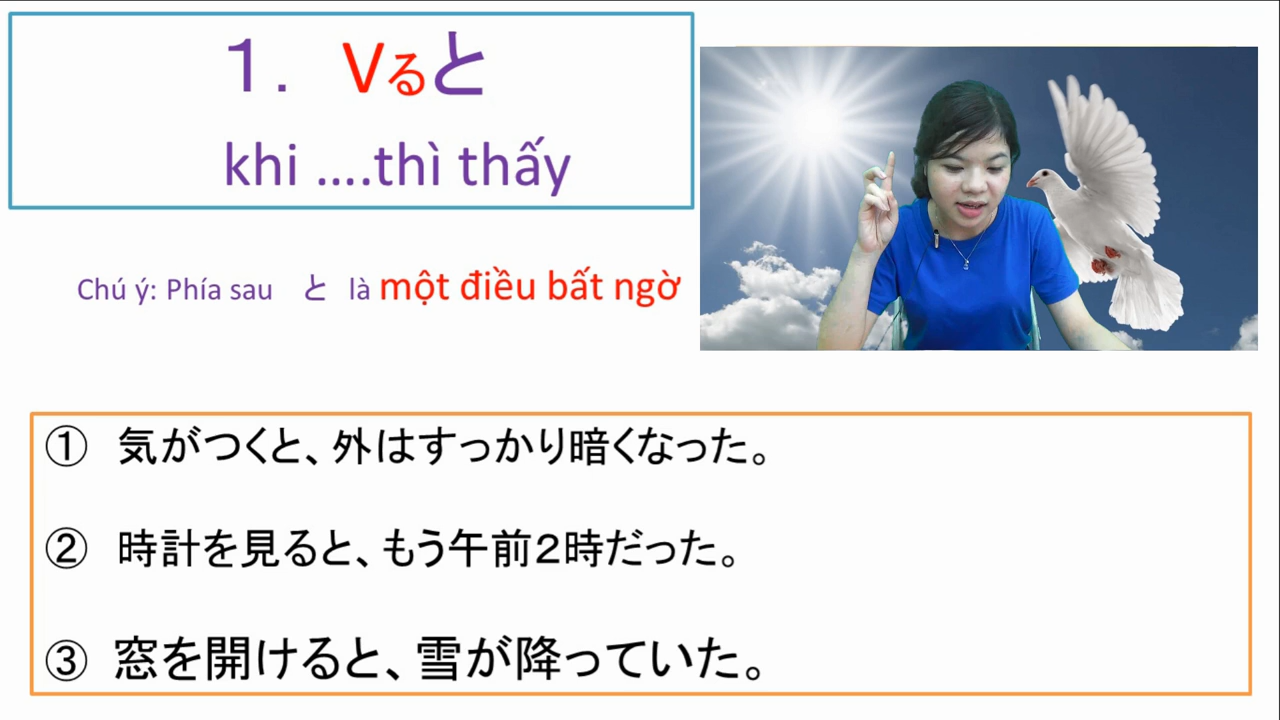 1. Vると
khi ....thì thấy
Chú ý: Phía sau と là một điều bất ngờ
① 気がつくと、外はすっかり暗くなった。
② 時計を見ると、もう午前2時だった。
③ 窓を開けると、雪が降っていた。